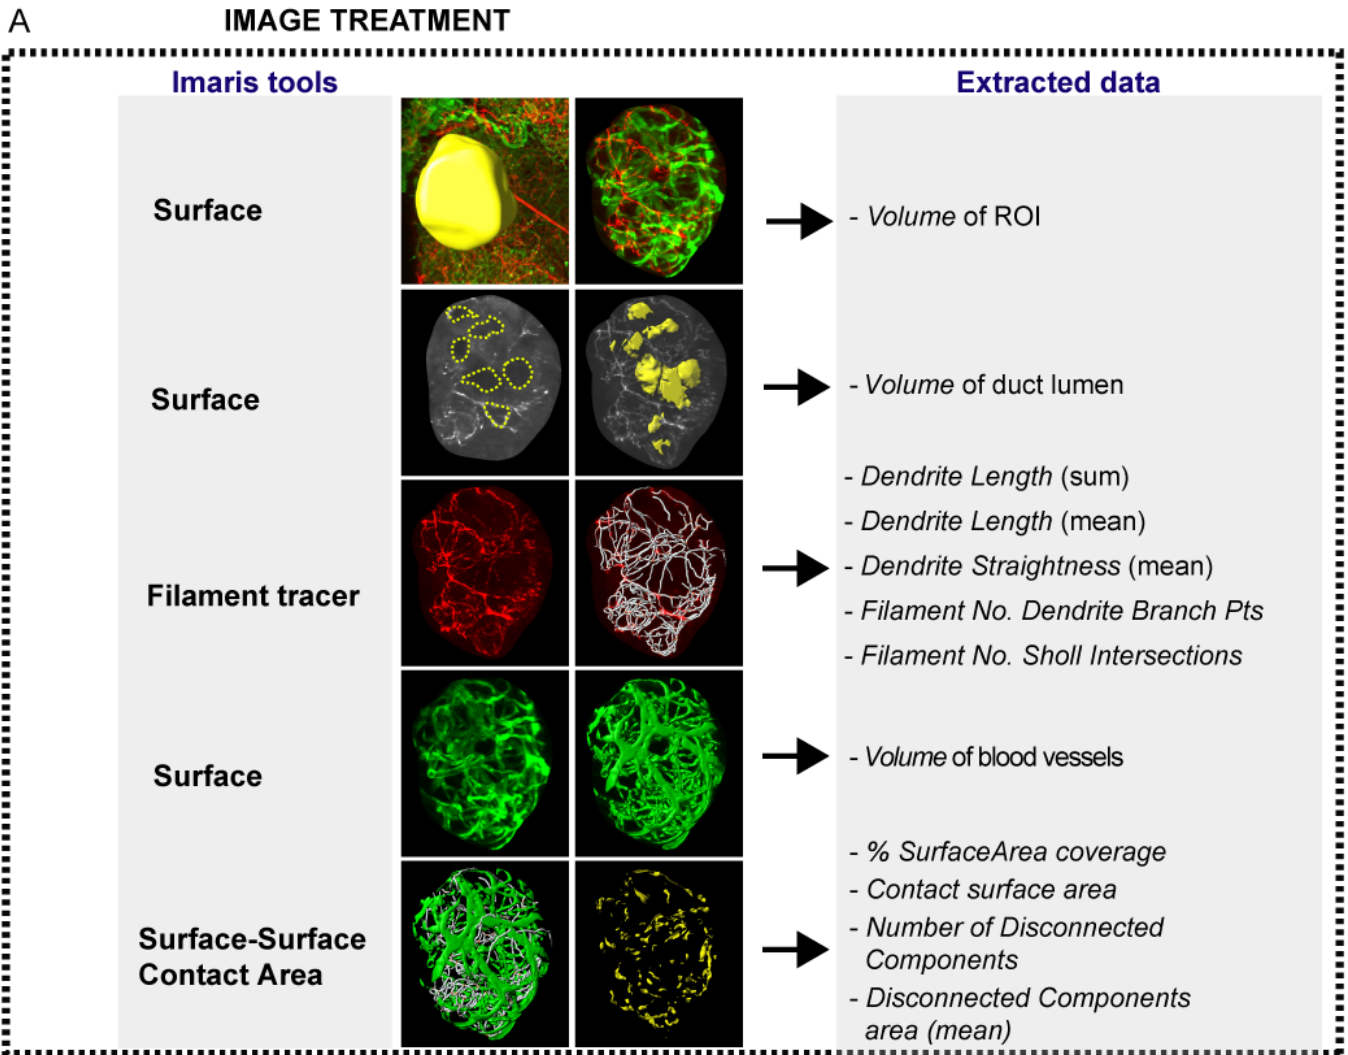 A
IMAGE TREATMENT
Imaris tools
Extracted data
Surface
- Volume of ROI
Surface
- Volume of duct lumen
Filament tracer
- Dendrite Length (sum)
- Dendrite Length (mean)
- Dendrite Straightness (mean)
- Filament No. Dendrite Branch Pts
- Filament No. Sholl Intersections
Surface
- Volume of blood vessels
Surface-Surface
Contact Area
- % SurfaceArea coverage
- Contact surface area
- Number of Disconnected
Components
- Disconnected Components
area (mean)